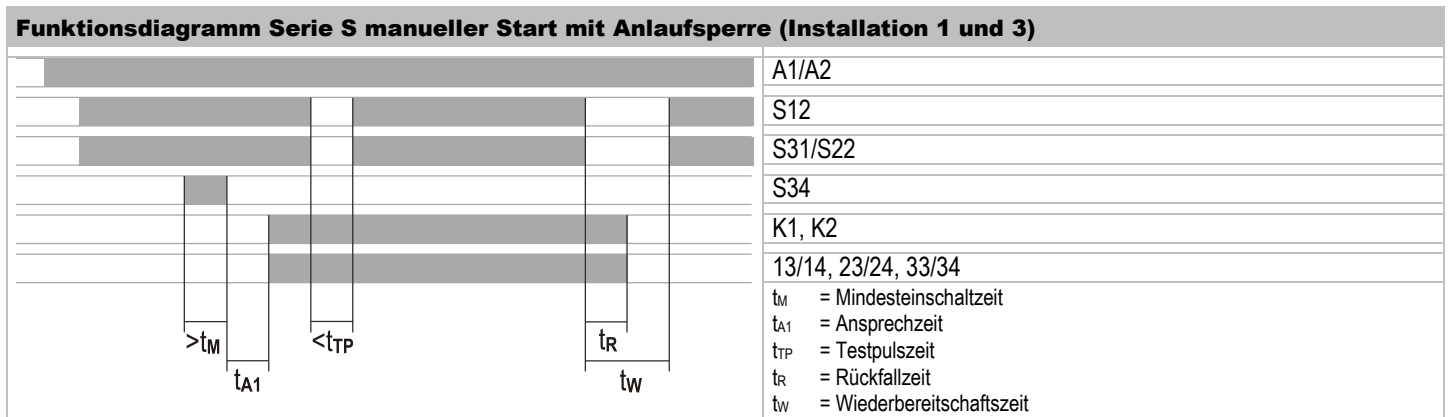 Funktionsdiagramm Serie S manueller Start mit Anlaufsperre (Installation 1 und 3)
A1/A2
S12
S31/S22
S34
K1, K2
13/14, 23/24, 33/34
tM = Mindesteinschaltzeit
tA1 = Ansprechzeit
tTP = Testpulszeit
tR = Rückfallzeit
tW = Wiederbereitschaftszeit
>tM
<tTP
tR
tA1
tW